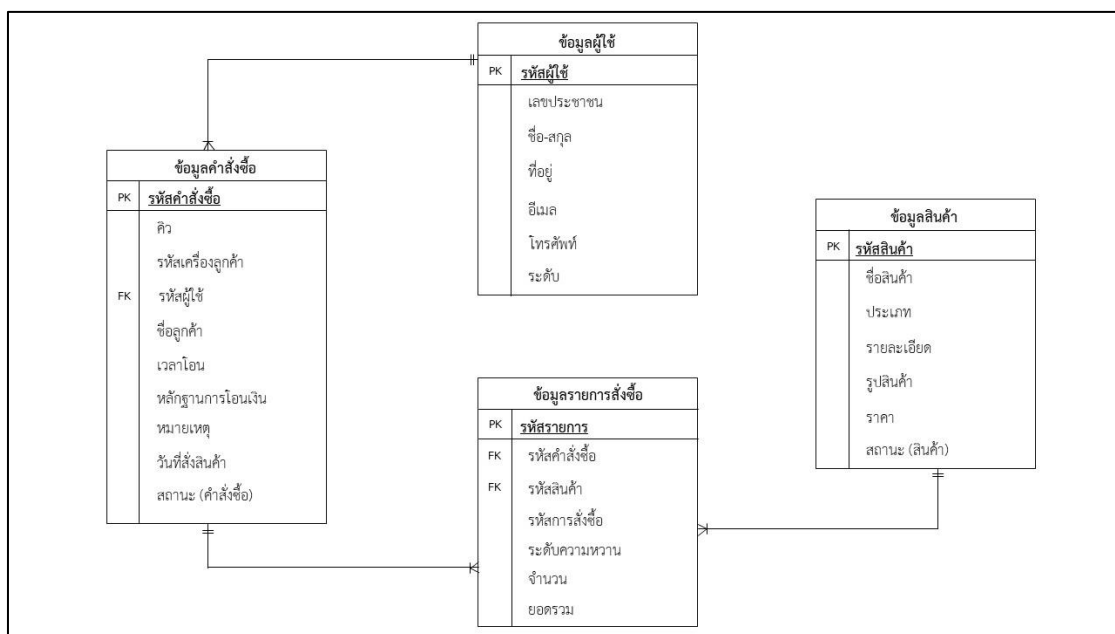 ข้อมูลผู้ใช้
PK รหัสผู้ใช้
เลขประชาชน
ชื่อ-สกุล
ที่อยู่
อีเมล
โทรศัพท์
ระดับ
ข้อมูลคำสั่งซื้อ
PK รหัสคำสั่งซื้อ
คิว
รหัสเครื่องลูกค้า
FK รหัสผู้ใช้
ชื่อลูกค้า
เวลาโอน
หลักฐานการโอนเงิน
หมายเหตุ
วันที่สั่งสินค้า
สถานะ (คำสั่งซื้อ)
ข้อมูลสินค้า
PK รหัสสินค้า
ชื่อสินค้า
ประเภท
รายละเอียด
รูปสินค้า
ราคา
สถานะ (สินค้า)
ข้อมูลรายการสั่งซื้อ
PK รหัสรายการ
FK รหัสคำสั่งซื้อ
FK รหัสสินค้า
รหัสการสั่งซื้อ
ระดับความหวาน
จำนวน
ยอดรวม